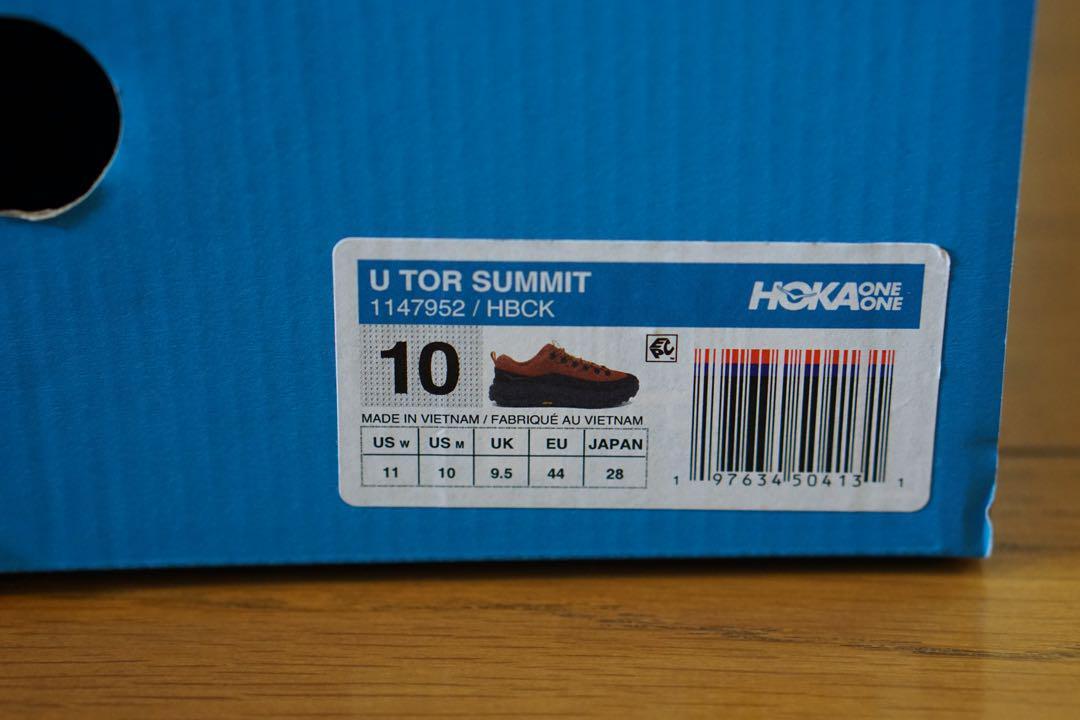 U TOR SUMMIT
1147952 / HBCK
HOKA ONE ONE
10
MADE IN VIETNAM / FABRIQUÉ AU VIETNAM
US W US M UK EU JAPAN
11 10 9.5 44 28
1 97634 50413 1